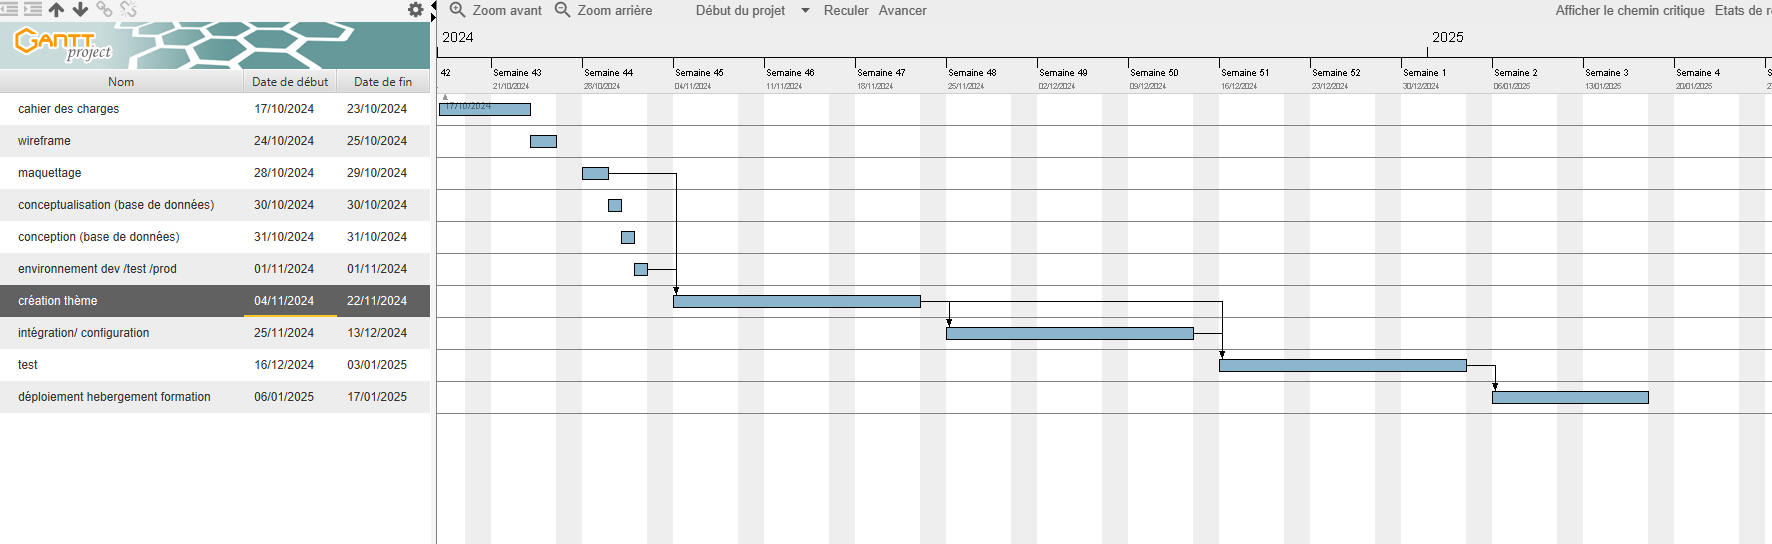 Zoom avant Zoom arrière Début du projet Reculer Avancer Afficher le chemin critique Etats de r
GANTT project
2024 2025
Nom Date de début Date de fin
42 Semaine 43 Semaine 44 Semaine 45 Semaine 46 Semaine 47 Semaine 48 Semaine 49 Semaine 50 Semaine 51 Semaine 52 Semaine 1 Semaine 2 Semaine 3 Semaine 4 S
21/10/2024 28/10/2024 04/11/2024 11/11/2024 18/11/2024 25/11/2024 02/12/2024 09/12/2024 16/12/2024 23/12/2024 30/12/2024 06/01/2025 13/01/2025 20/01/2025 27
cahier des charges 17/10/2024 23/10/2024 17/10/2024
wireframe 24/10/2024 25/10/2024
maquettage 28/10/2024 29/10/2024
conceptualisation (base de données) 30/10/2024 30/10/2024
conception (base de données) 31/10/2024 31/10/2024
environnement dev /test /prod 01/11/2024 01/11/2024
création thème 04/11/2024 22/11/2024
intégration/ configuration 25/11/2024 13/12/2024
test 16/12/2024 03/01/2025
déploiement hebergement formation 06/01/2025 17/01/2025